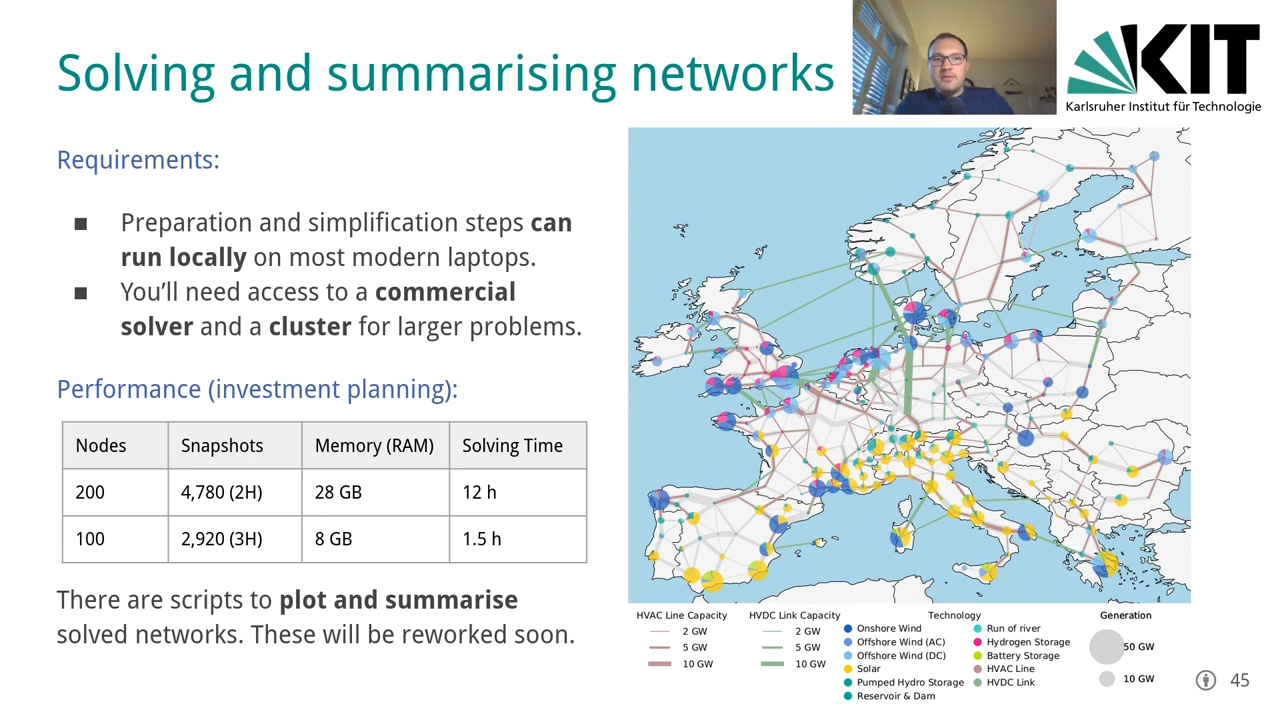 Solving and summarising networks
KIT
Karlsruher Institut für Technologie
Requirements:
■ Preparation and simplification steps can
run locally on most modern laptops.
■ You’ll need access to a commercial
solver and a cluster for larger problems.
Performance (investment planning):
Nodes Snapshots Memory (RAM) Solving Time
200 4,780 (2H) 28 GB 12 h
100 2,920 (3H) 8 GB 1.5 h
There are scripts to plot and summarise
solved networks. These will be reworked soon.
HVAC Line Capacity
2 GW
5 GW
10 GW
HVDC Link Capacity
2 GW
5 GW
10 GW
Technology
Onshore Wind
Offshore Wind (AC)
Offshore Wind (DC)
Solar
Pumped Hydro Storage
Reservoir & Dam
Run of river
Hydrogen Storage
Battery Storage
HVAC Line
HVDC Link
Generation
50 GW
10 GW
45